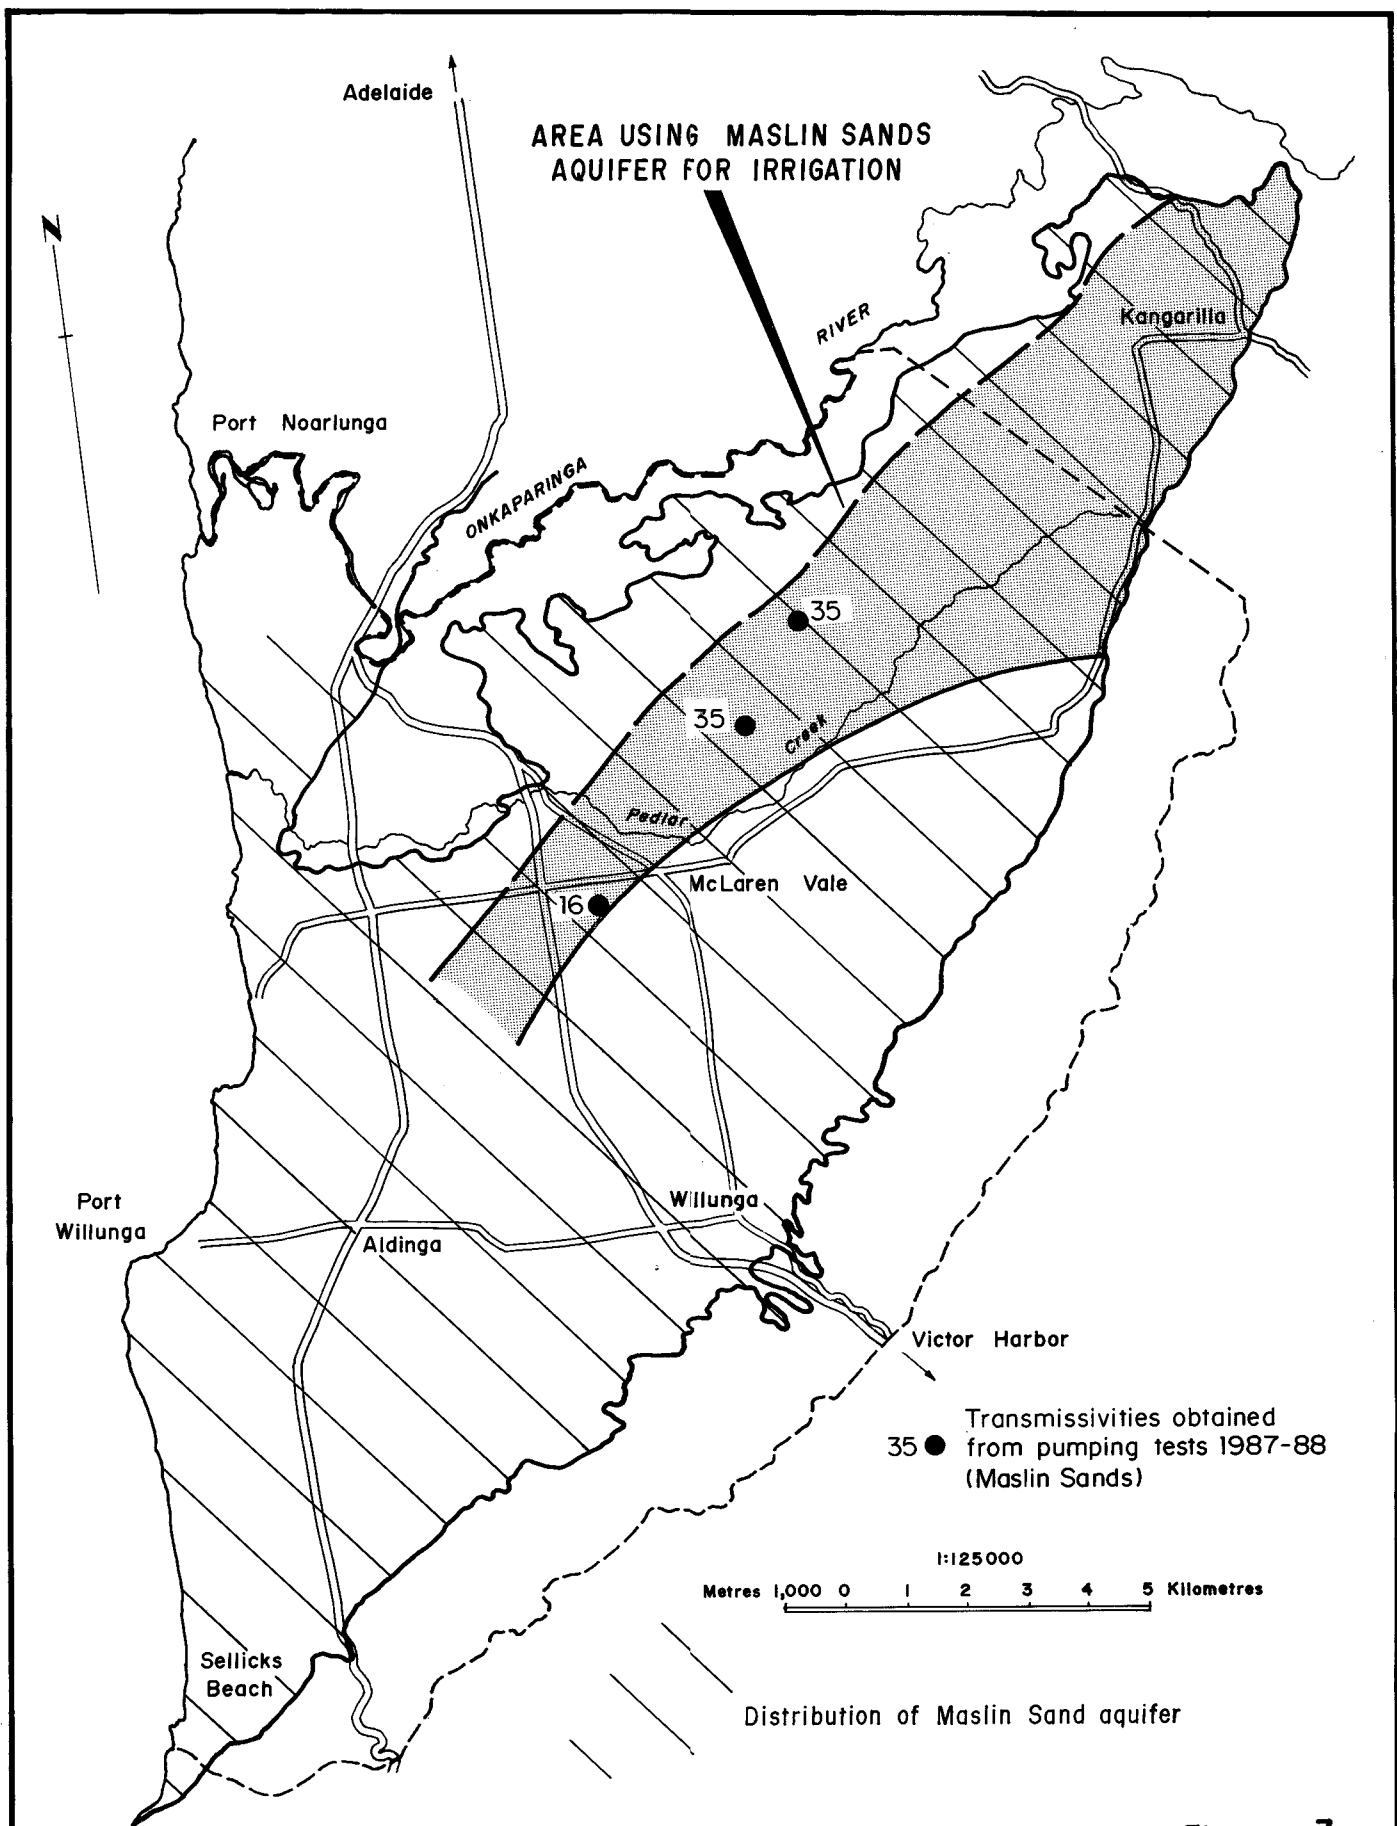 Adelaide
AREA USING MASLIN SANDS
AQUIFER FOR IRRIGATION
N
RIVER
Kangarilla
Port Noarlunga
ONKAPARINGA
35
35
Creek
Pedlar
McLaren Vale
16
Port
Willunga
Willunga
Aldinga
Victor Harbor
35
Transmissivities obtained
from pumping tests 1987-88
(Maslin Sands)
1:125000
Metres 1,000 0 1 2 3 4 5 Kilometres
Sellicks
Beach
Distribution of Maslin Sand aquifer